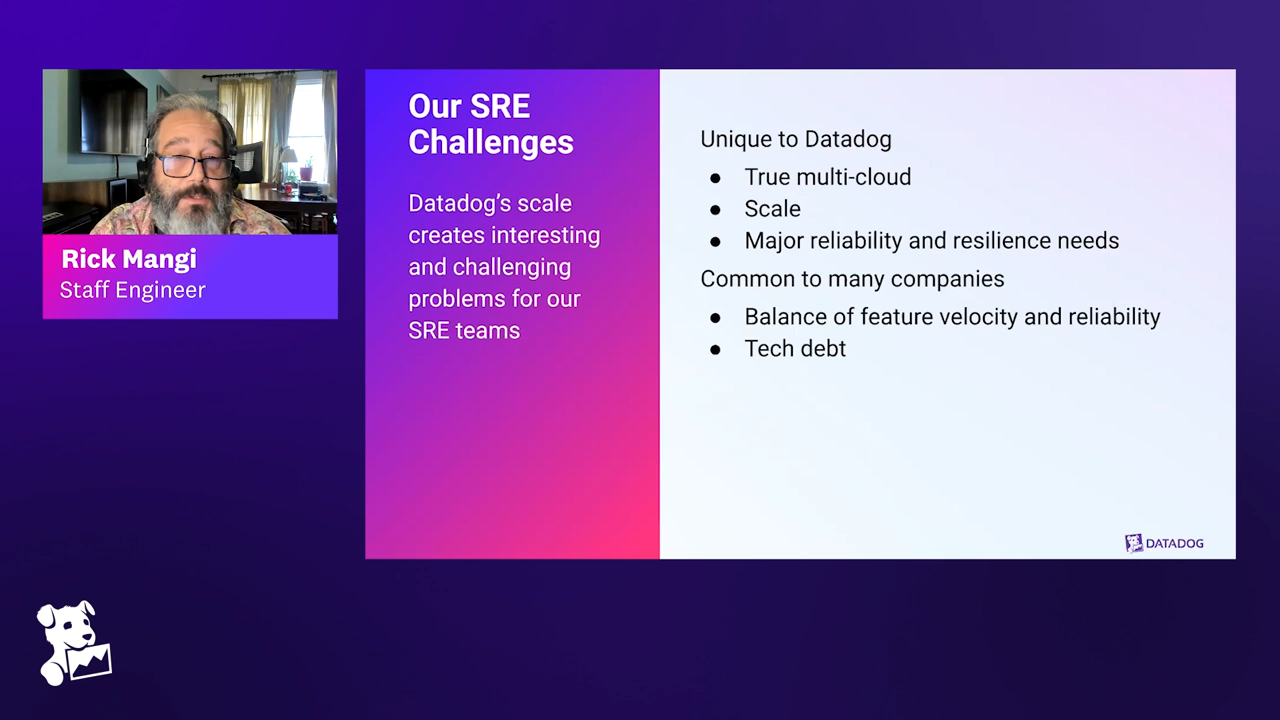 Rick Mangi
Staff Engineer
Our SRE
Challenges
Datadog's scale
creates interesting
and challenging
problems for our
SRE teams
Unique to Datadog
● True multi-cloud
● Scale
● Major reliability and resilience needs
Common to many companies
● Balance of feature velocity and reliability
● Tech debt
DATADOG